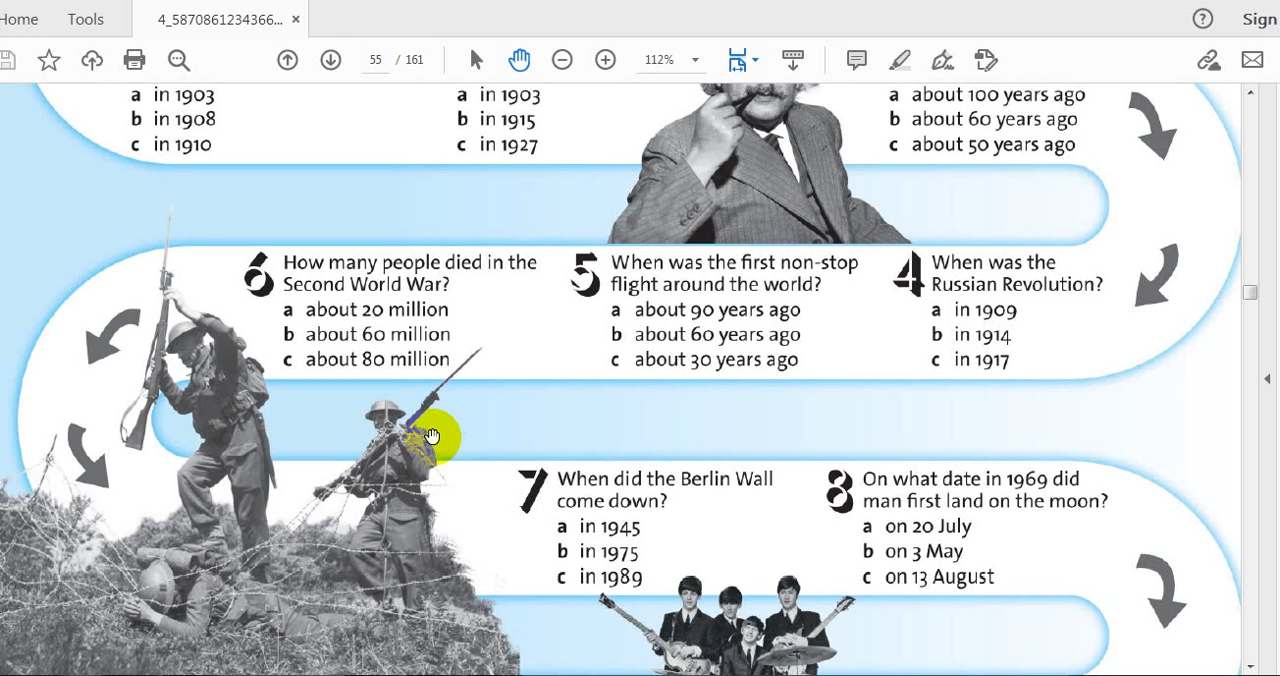 Home Tools 4_5870861234366... × Sign
55 / 161 112%
a in 1903
b in 1908
c in 1910
a in 1903
b in 1915
c in 1927
a about 100 years ago
b about 60 years ago
c about 50 years ago
6 How many people died in the
Second World War?
a about 20 million
b about 60 million
c about 80 million
5 When was the first non-stop
flight around the world?
a about 90 years ago
b about 60 years ago
c about 30 years ago
4 When was the
Russian Revolution?
a in 1909
b in 1914
c in 1917
7 When did the Berlin Wall
come down?
a in 1945
b in 1975
c in 1989
8 On what date in 1969 did
man first land on the moon?
a on 20 July
b on 3 May
c on 13 August